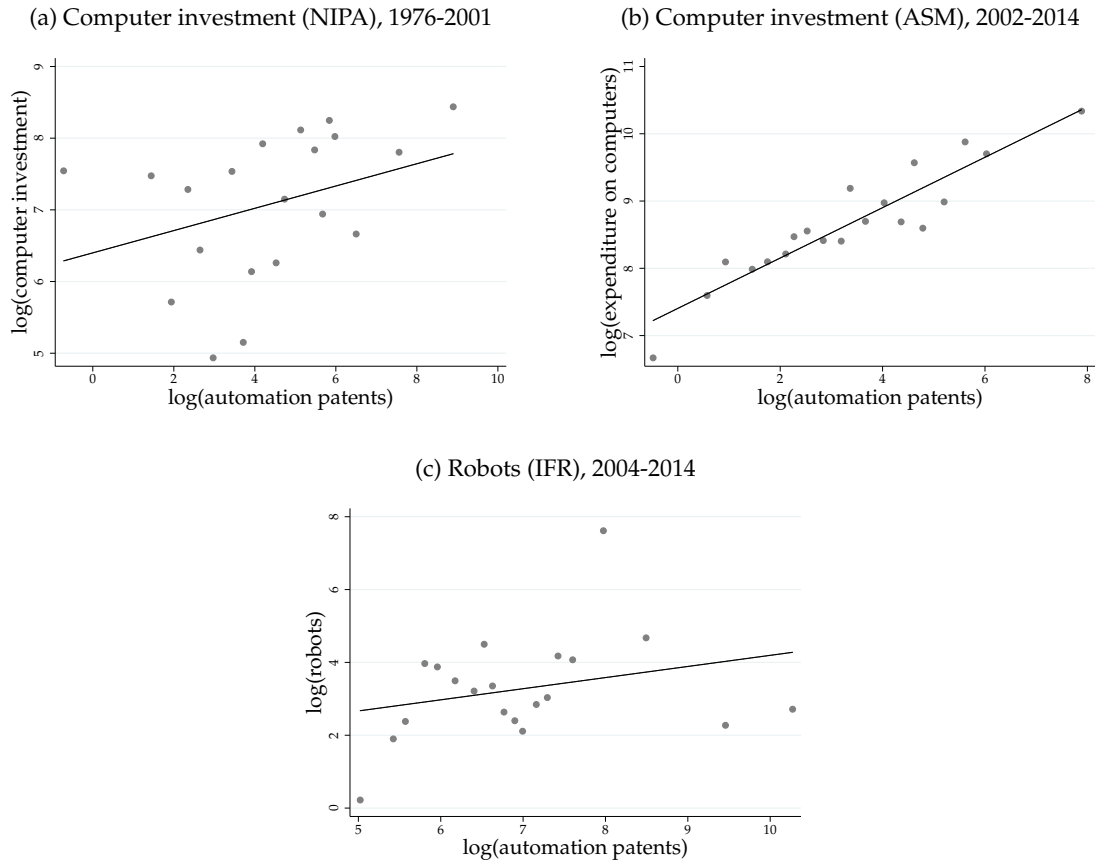 (a) Computer investment (NIPA), 1976-2001
log(computer investment)
9
8
7
6
5
0 2 4 6 8 10
log(automation patents)
(b) Computer investment (ASM), 2002-2014
log(expenditure on computers)
11
10
9
8
7
0 2 4 6 8
log(automation patents)
(c) Robots (IFR), 2004-2014
log(robots)
8
6
4
2
0
5 6 7 8 9 10
log(automation patents)